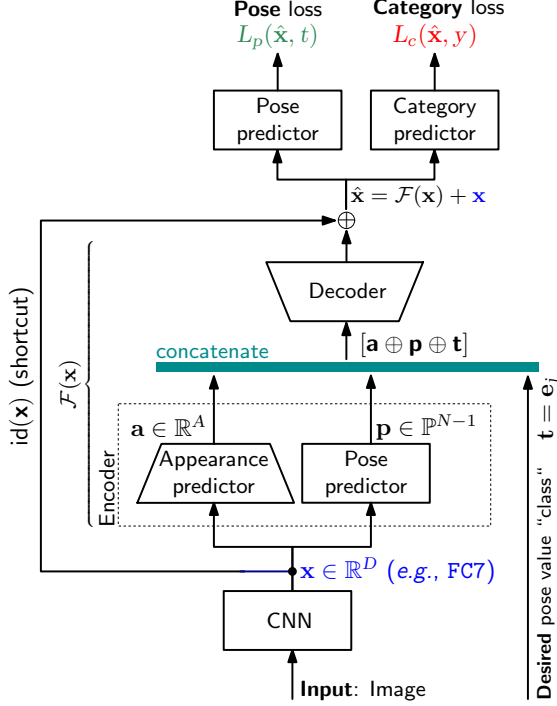 Pose loss
Category loss
L_p(x̂, t)
L_c(x̂, y)
Pose
predictor
Category
predictor
x̂ = F(x) + x
⊕
Decoder
[a ⊕ p ⊕ t]
concatenate
id(x) (shortcut)
F(x)
Encoder
a ∈ ℝ^A
p ∈ ℙ^{N−1}
Appearance
predictor
Pose
predictor
x ∈ ℝ^D (e.g., FC7)
CNN
Input: Image
Desired pose value “class“ t = e_i